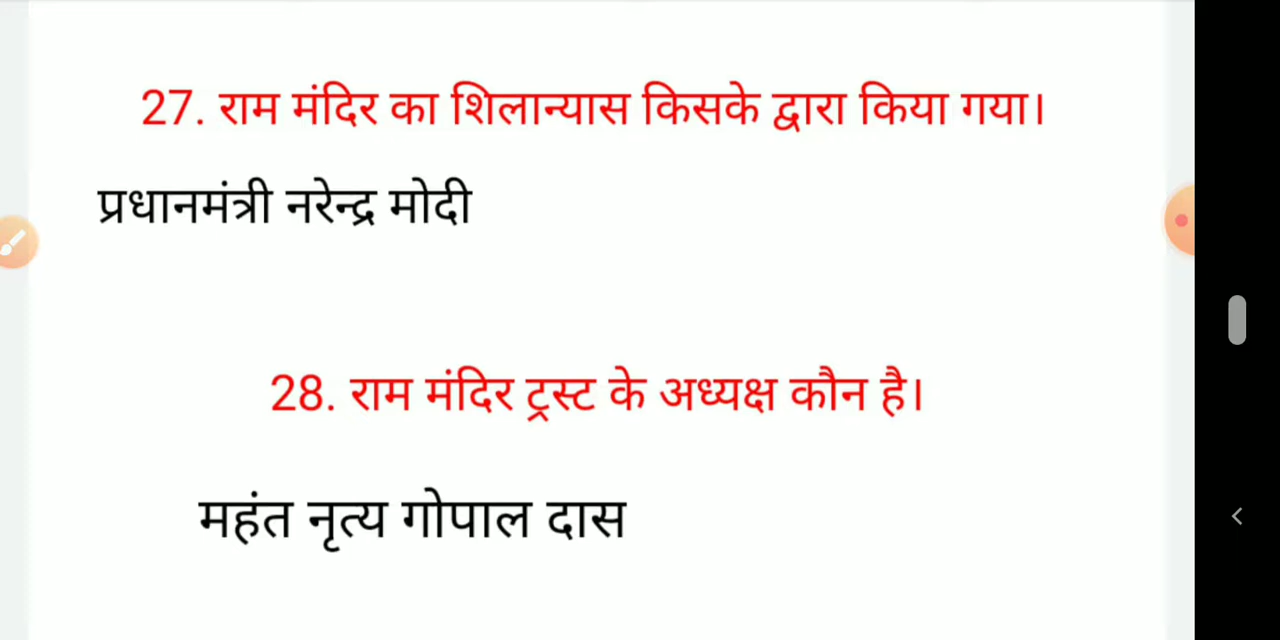 27. राम मंदिर का शिलान्यास किसके द्वारा किया गया।
प्रधानमंत्री नरेन्द्र मोदी
28. राम मंदिर ट्रस्ट के अध्यक्ष कौन है।
महंत नृत्य गोपाल दास